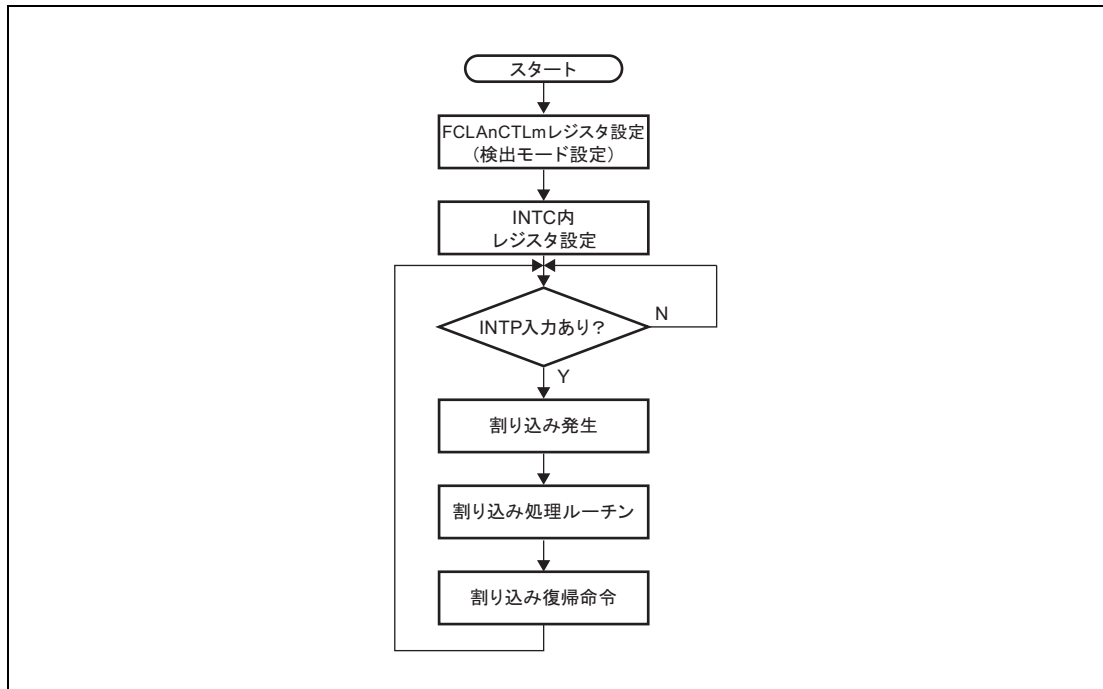 スタート
FCLAnCTLmレジスタ設定
（検出モード設定）
INTC内
レジスタ設定
INTP入力あり？
N
Y
割り込み発生
割り込み処理ルーチン
割り込み復帰命令